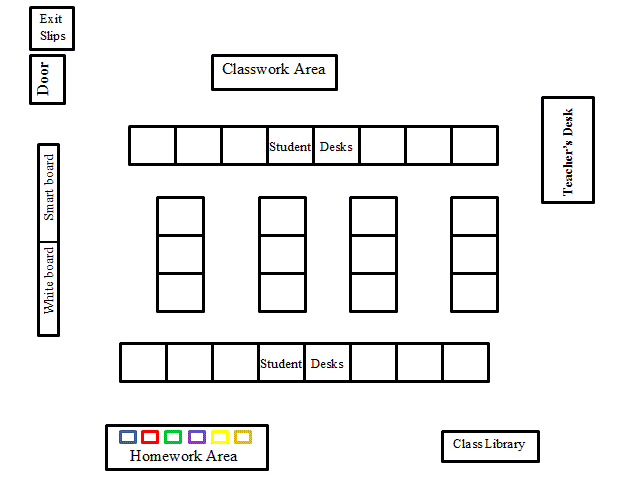 Exit
Slips
Door
Classwork Area
Teacher's Desk
Student Desks
Smart board
White board
Student Desks
Homework Area
Class Library